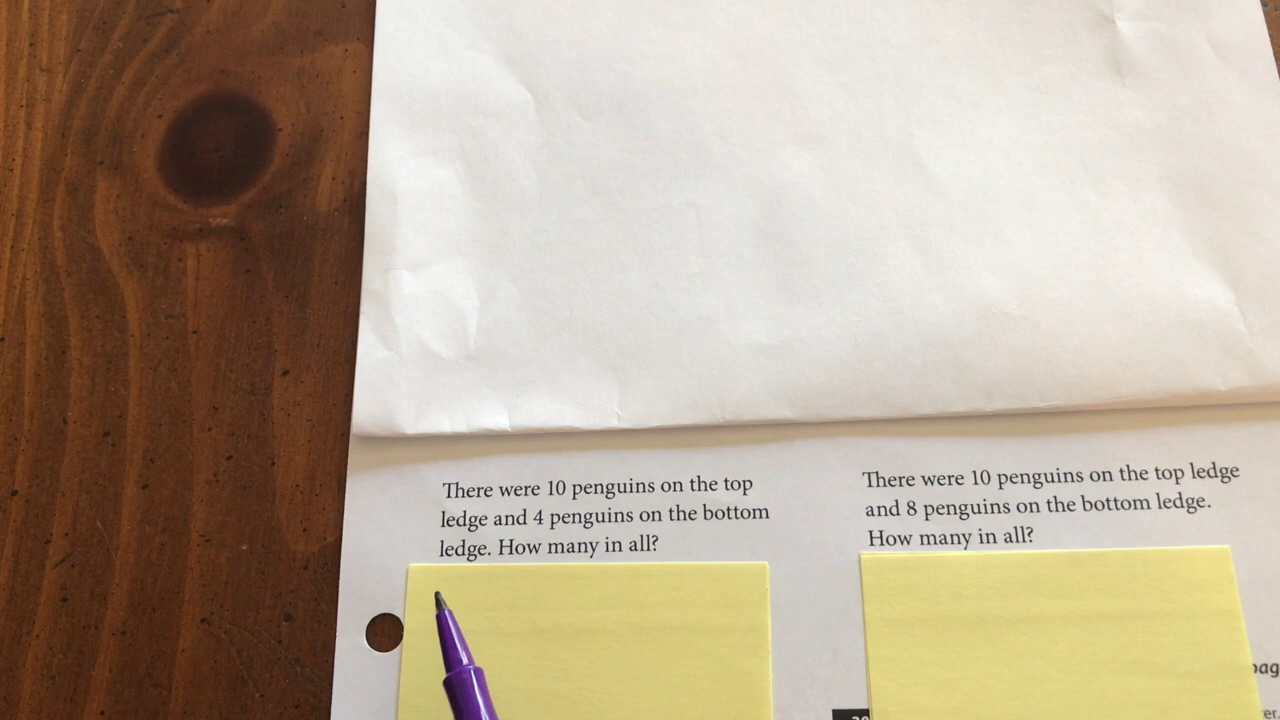 There were 10 penguins on the top
ledge and 4 penguins on the bottom
ledge. How many in all?
There were 10 penguins on the top ledge
and 8 penguins on the bottom ledge.
How many in all?